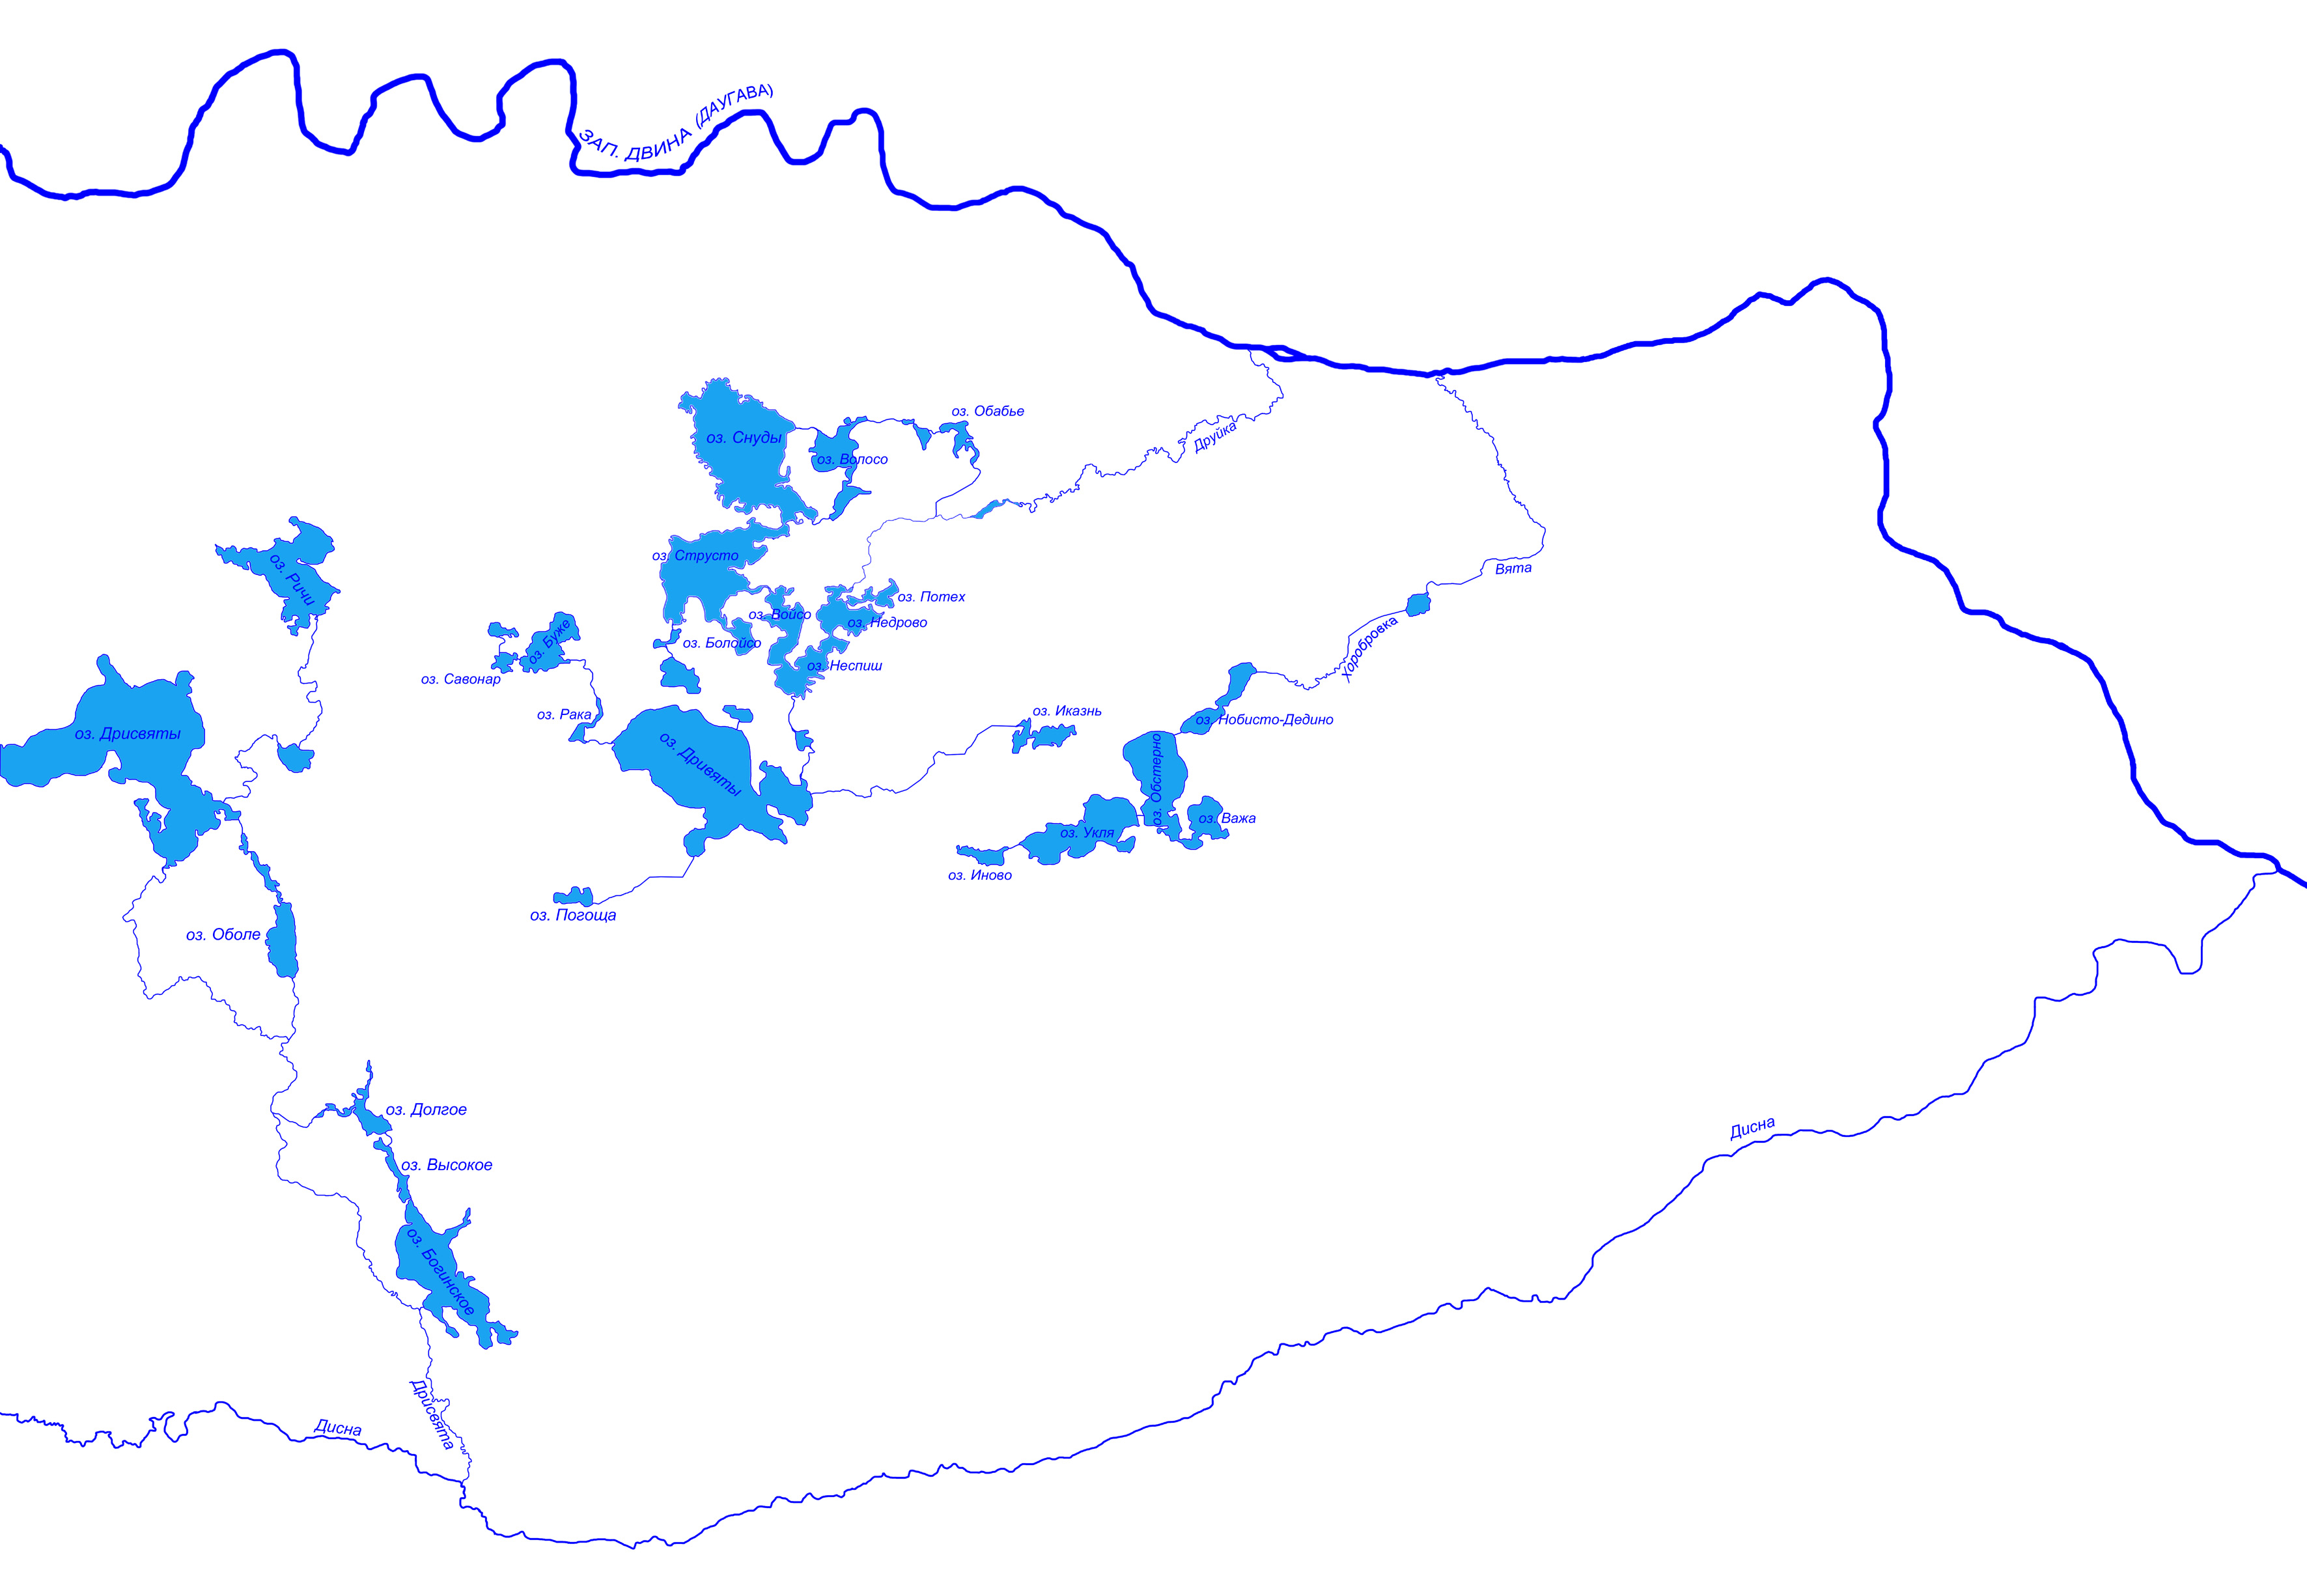 ЗАП. ДВИНА (ДАУГАВА)
оз. Обабье
оз. Снуды
Друйка
оз. Волосо
оз. Струсто
Вята
оз. Ричи
оз. Потех
оз. Войсо
оз. Недрово
оз. Буже
оз. Болойсо
Хоробровка
оз. Неспиш
оз. Савонар
оз. Рака
оз. Иказнь
оз. Нобисто-Дедино
оз. Дрисвяты
оз. Дривяты
оз. Обстерно
оз. Важа
оз. Укля
оз. Иново
оз. Погоща
оз. Оболе
оз. Долгое
Дисна
оз. Высокое
оз. Богинское
Дрисвята
Дисна